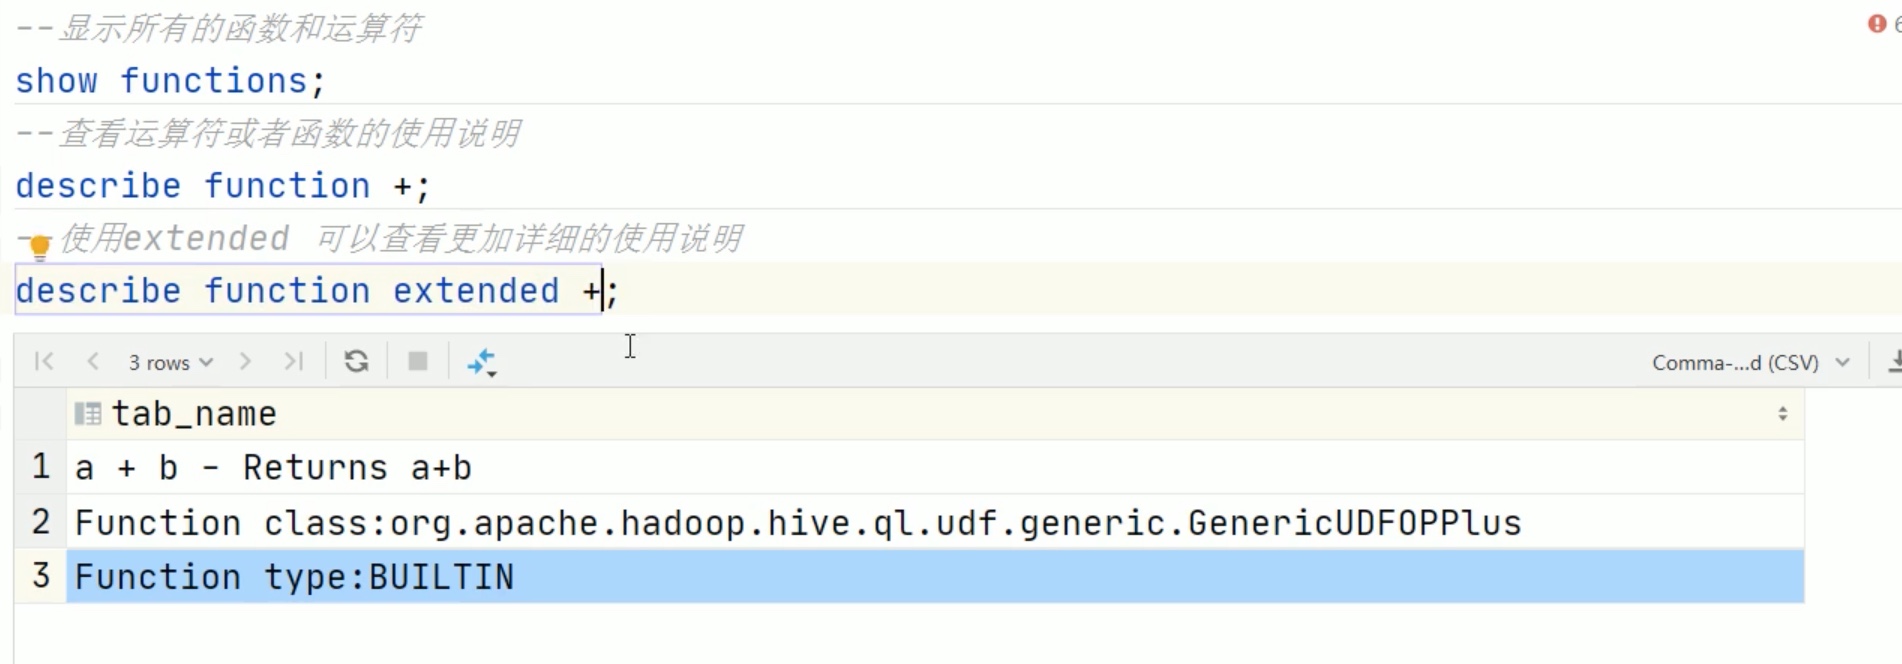 --显示所有的函数和运算符
show functions;
--查看运算符或者函数的使用说明
describe function +;
--使用extended 可以查看更加详细的使用说明
describe function extended +;
3 rows
Comma-...d (CSV)
tab_name
1 a + b - Returns a+b
2 Function class:org.apache.hadoop.hive.ql.udf.generic.GenericUDFOPPlus
3 Function type:BUILTIN